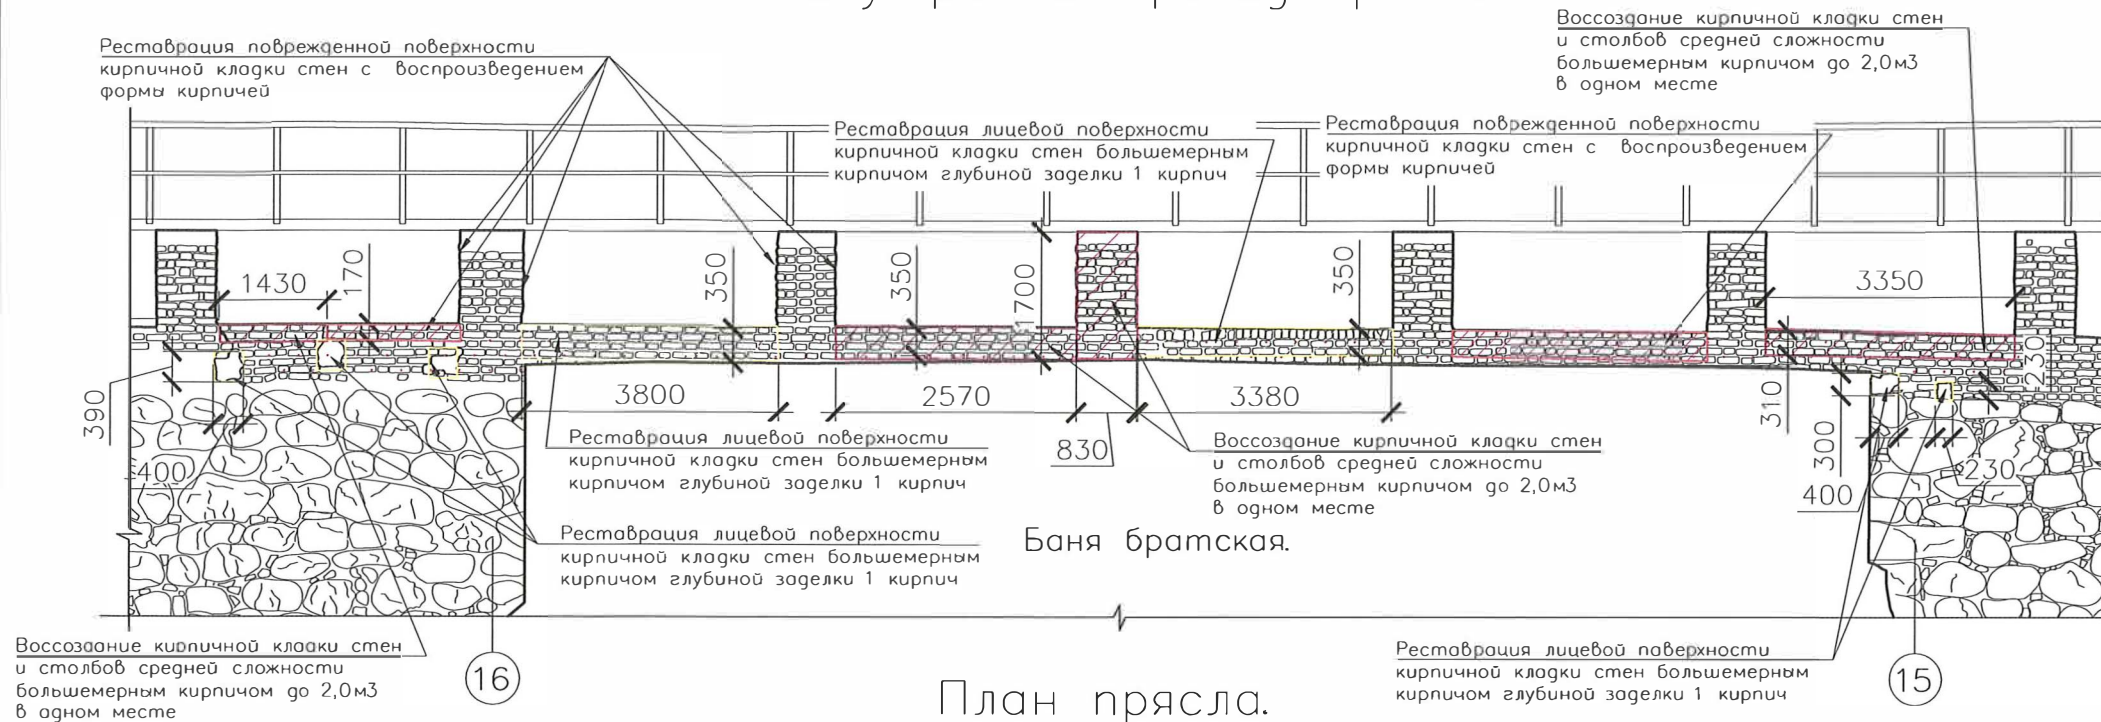 Реставрация поврежденной поверхности
кирпичной кладки стен с воспроизведением
формы кирпичей
Реставрация лицевой поверхности
кирпичной кладки стен большемерным
кирпичом глубиной заделки 1 кирпич
Реставрация поврежденной поверхности
кирпичной кладки стен с воспроизведением
формы кирпичей
Воссоздание кирпичной кладки стен
и столбов средней сложности
большемерным кирпичом до 2,0м3
в одном месте
1430
170
350
350
1700
350
3350
390
400
3800
2570
830
3380
310
230
300
400
230
Реставрация лицевой поверхности
кирпичной кладки стен большемерным
кирпичом глубиной заделки 1 кирпич
Воссоздание кирпичной кладки стен
и столбов средней сложности
большемерным кирпичом до 2,0м3
в одном месте
Реставрация лицевой поверхности
кирпичной кладки стен большемерным
кирпичом глубиной заделки 1 кирпич
Баня братская.
Воссоздание кирпичной кладки стен
и столбов средней сложности
большемерным кирпичом до 2,0м3
в одном месте
16
План прясла.
Реставрация лицевой паверхности
кирпичной кладки стен большемерным
кирпичом глубиной заделки 1 кирпич
15